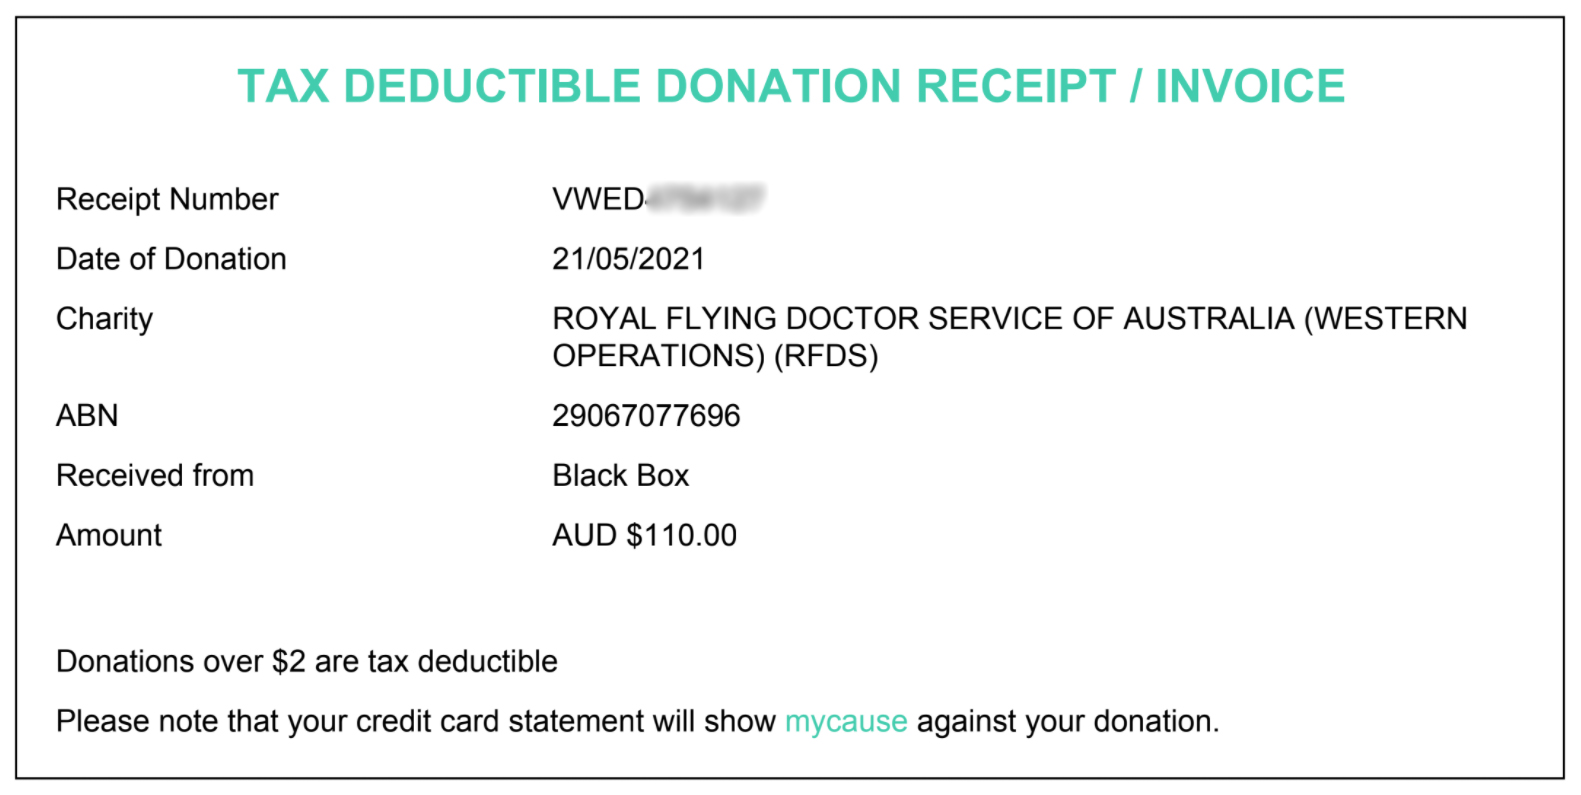 TAX DEDUCTIBLE DONATION RECEIPT / INVOICE
Receipt Number VWED
Date of Donation 21/05/2021
Charity ROYAL FLYING DOCTOR SERVICE OF AUSTRALIA (WESTERN
OPERATIONS) (RFDS)
ABN 29067077696
Received from Black Box
Amount AUD $110.00
Donations over $2 are tax deductible
Please note that your credit card statement will show mycause against your donation.